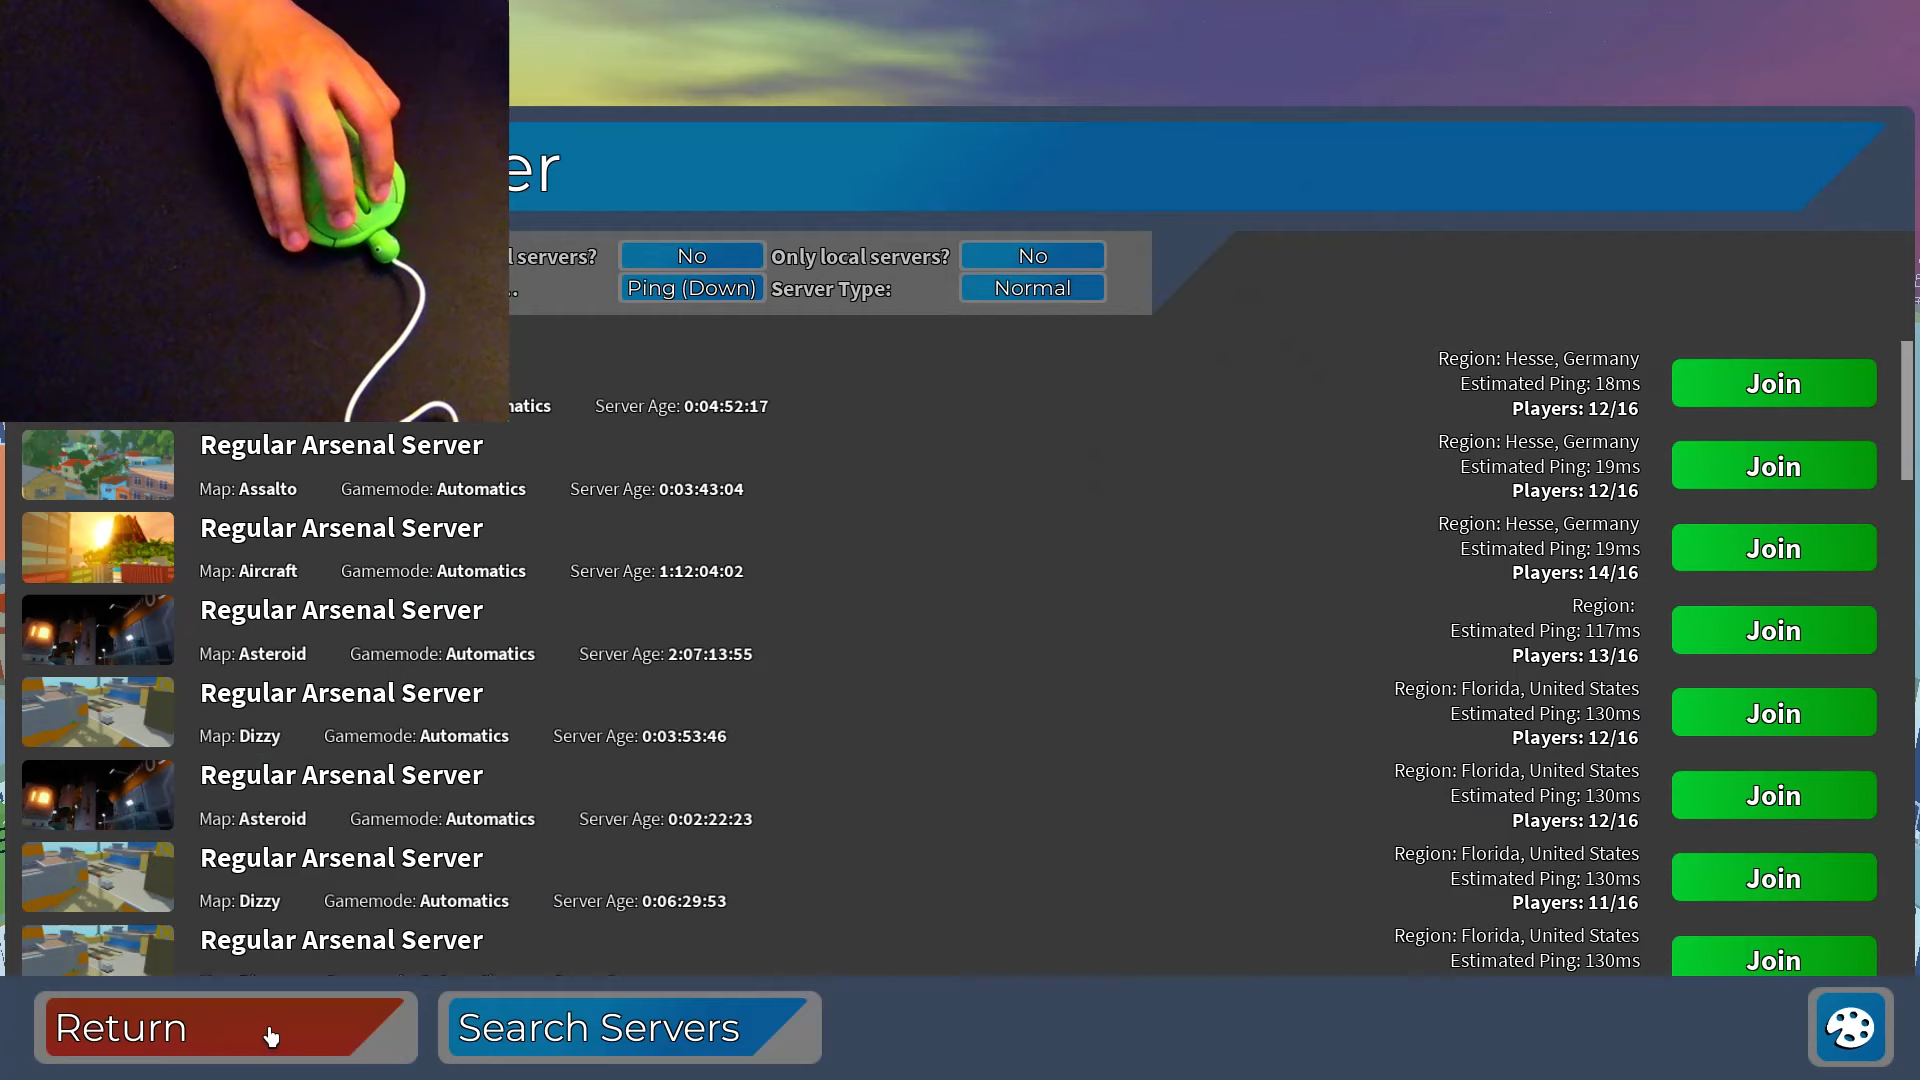 er
l servers? No Only local servers? No
.. Ping (Down) Server Type: Normal
Region: Hesse, Germany
Estimated Ping: 18ms
Join
matics Server Age: 0:04:52:17
Players: 12/16
Regular Arsenal Server
Region: Hesse, Germany
Estimated Ping: 19ms
Join
Map: Assalto Gamemode: Automatics Server Age: 0:03:43:04
Players: 12/16
Regular Arsenal Server
Region: Hesse, Germany
Estimated Ping: 19ms
Join
Map: Aircraft Gamemode: Automatics Server Age: 1:12:04:02
Players: 14/16
Regular Arsenal Server
Region:
Estimated Ping: 117ms
Join
Map: Asteroid Gamemode: Automatics Server Age: 2:07:13:55
Players: 13/16
Regular Arsenal Server
Region: Florida, United States
Estimated Ping: 130ms
Join
Map: Dizzy Gamemode: Automatics Server Age: 0:03:53:46
Players: 12/16
Regular Arsenal Server
Region: Florida, United States
Estimated Ping: 130ms
Join
Map: Asteroid Gamemode: Automatics Server Age: 0:02:22:23
Players: 12/16
Regular Arsenal Server
Region: Florida, United States
Estimated Ping: 130ms
Join
Map: Dizzy Gamemode: Automatics Server Age: 0:06:29:53
Players: 11/16
Regular Arsenal Server
Region: Florida, United States
Estimated Ping: 130ms
Join
Return Search Servers